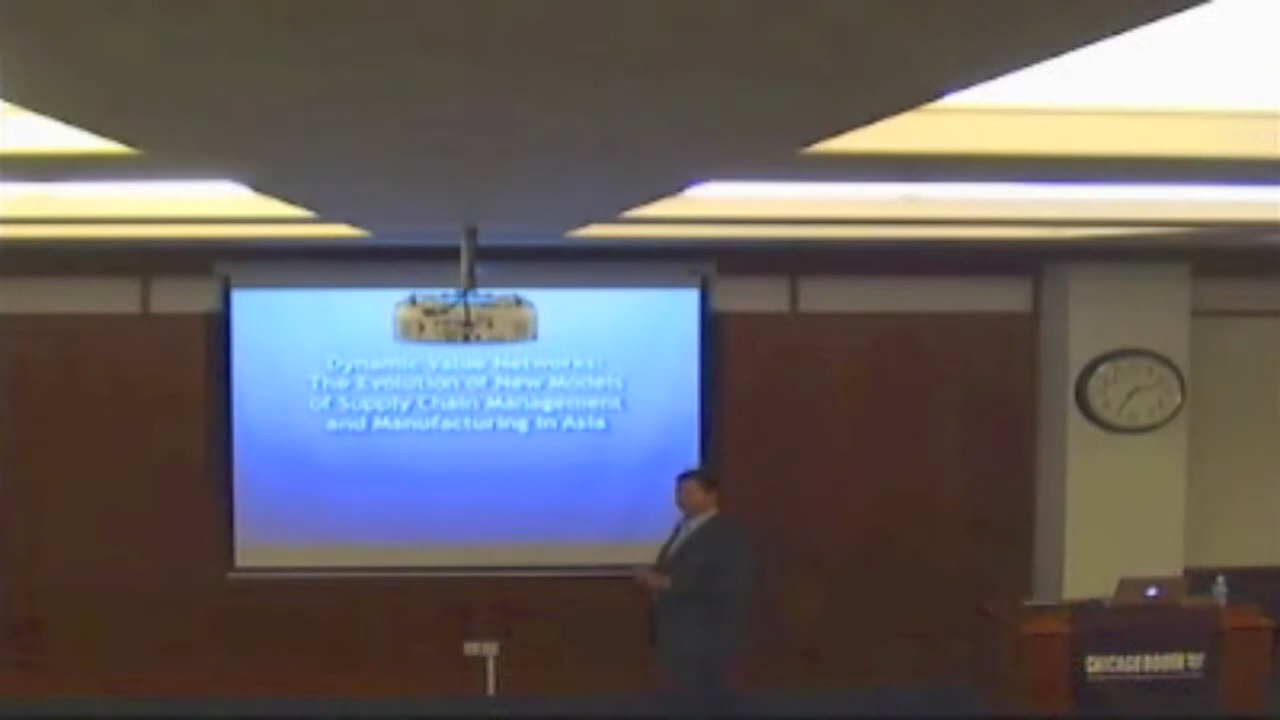 Dynamic Value Networks:
The Evolution of New Models
of Supply Chain Management
and Manufacturing in Asia
CHICAGO BOOTH